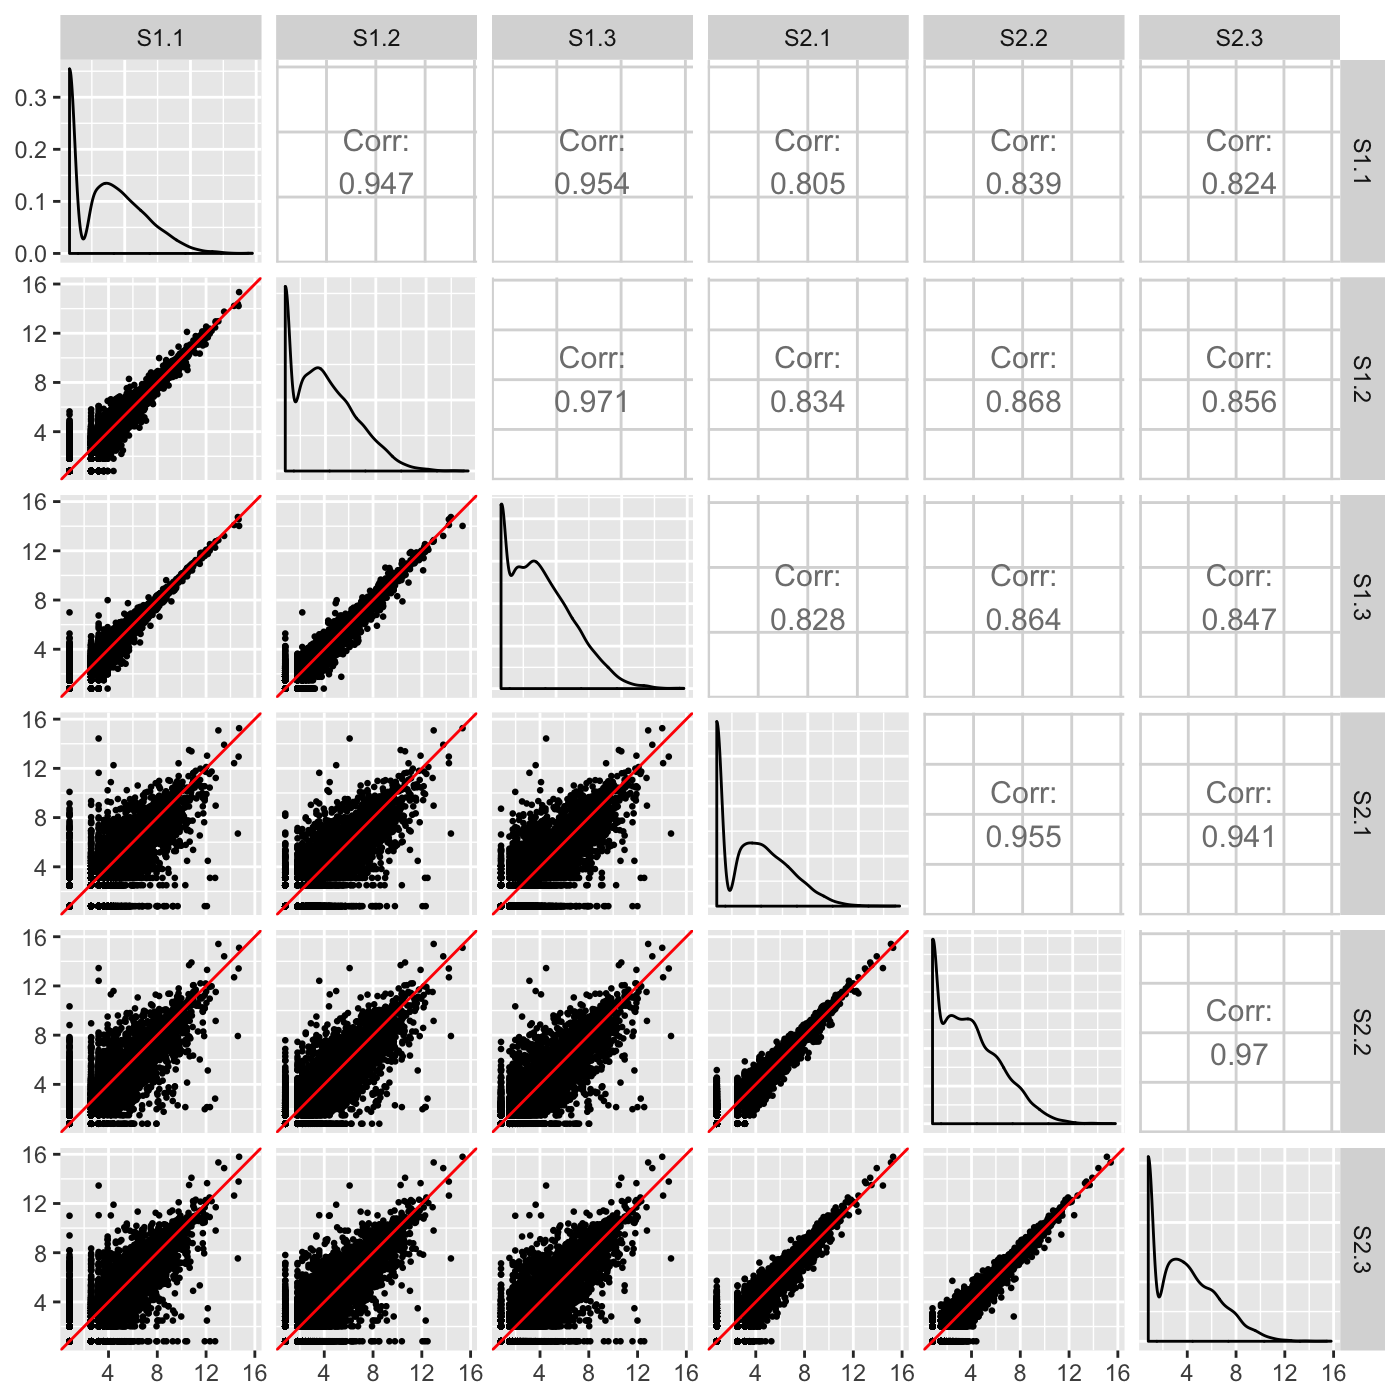 S1.1 S1.2 S1.3 S2.1 S2.2 S2.3
0.3
0.2
0.1
0.0
Corr:
0.947
Corr:
0.954
Corr:
0.805
Corr:
0.839
Corr:
0.824
S1.1
16
12
8
4
Corr:
0.971
Corr:
0.834
Corr:
0.868
Corr:
0.856
S1.2
16
12
8
4
Corr:
0.828
Corr:
0.864
Corr:
0.847
S1.3
16
12
8
4
Corr:
0.955
Corr:
0.941
S2.1
16
12
8
4
Corr:
0.97
S2.2
16
12
8
4
S2.3
4 8 12 16 4 8 12 16 4 8 12 16 4 8 12 16 4 8 12 16 4 8 12 16